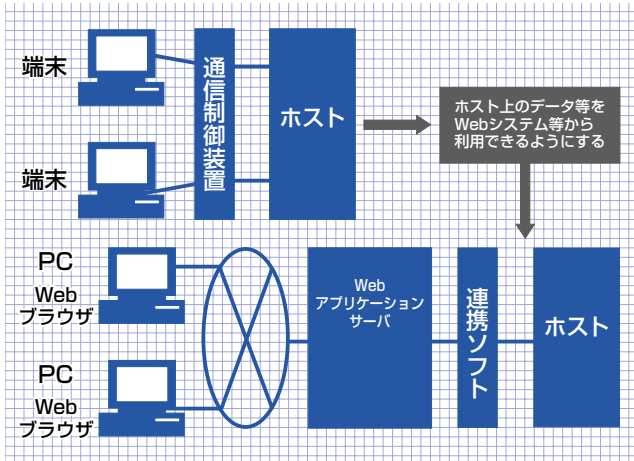 端末
通信制御装置
ホスト
端末
ホスト上のデータ等を
Webシステム等から
利用できるようにする
PC
Web
ブラウザ
Web
アプリケーション
サーバ
連携ソフト
ホスト
PC
Web
ブラウザ